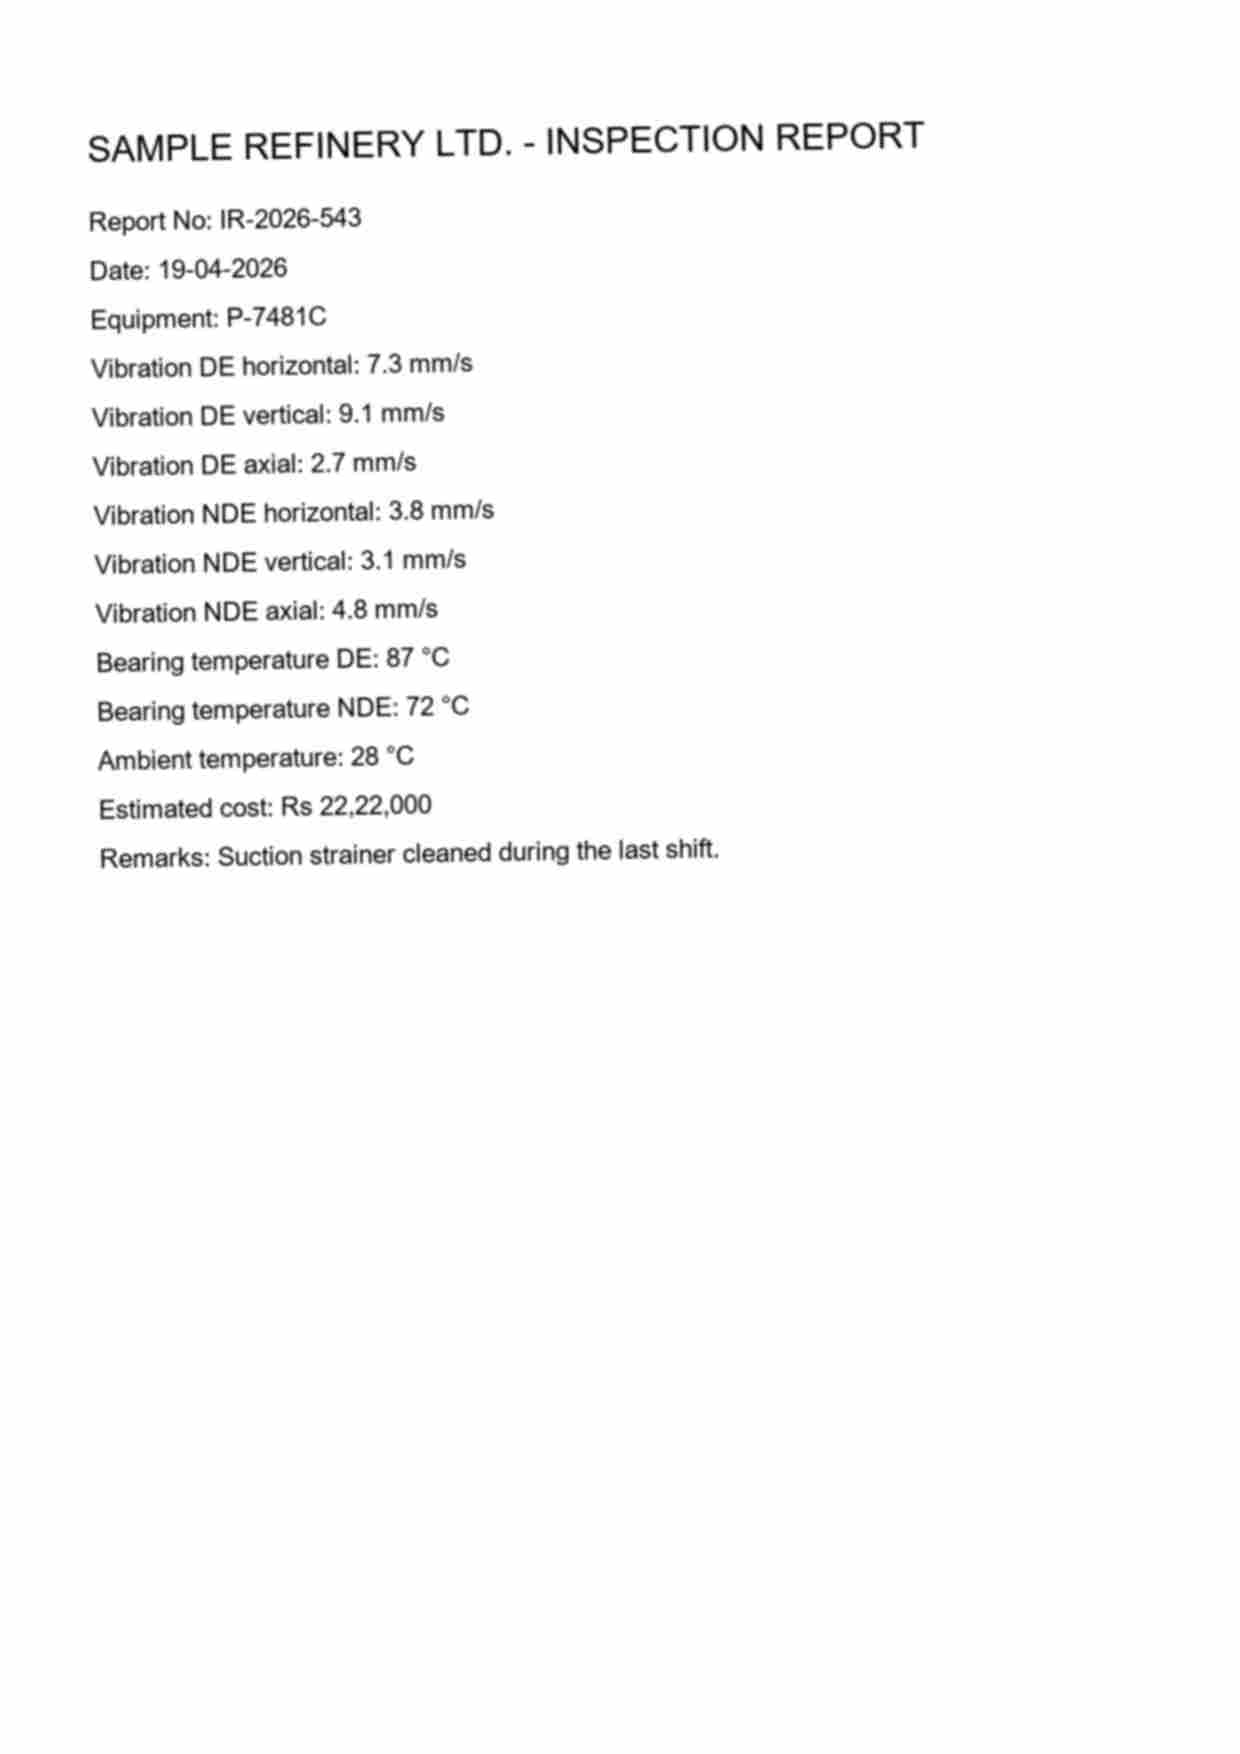 SAMPLE REFINERY LTD. - INSPECTION REPORT
Report No: IR-2026-543
Date: 19-04-2026
Equipment: P-7481C
Vibration DE horizontal: 7.3 mm/s
Vibration DE vertical: 9.1 mm/s
Vibration DE axial: 2.7 mm/s
Vibration NDE horizontal: 3.8 mm/s
Vibration NDE vertical: 3.1 mm/s
Vibration NDE axial: 4.8 mm/s
Bearing temperature DE: 87 °C
Bearing temperature NDE: 72 °C
Ambient temperature: 28 °C
Estimated cost: Rs 22,22,000
Remarks: Suction strainer cleaned during the last shift.